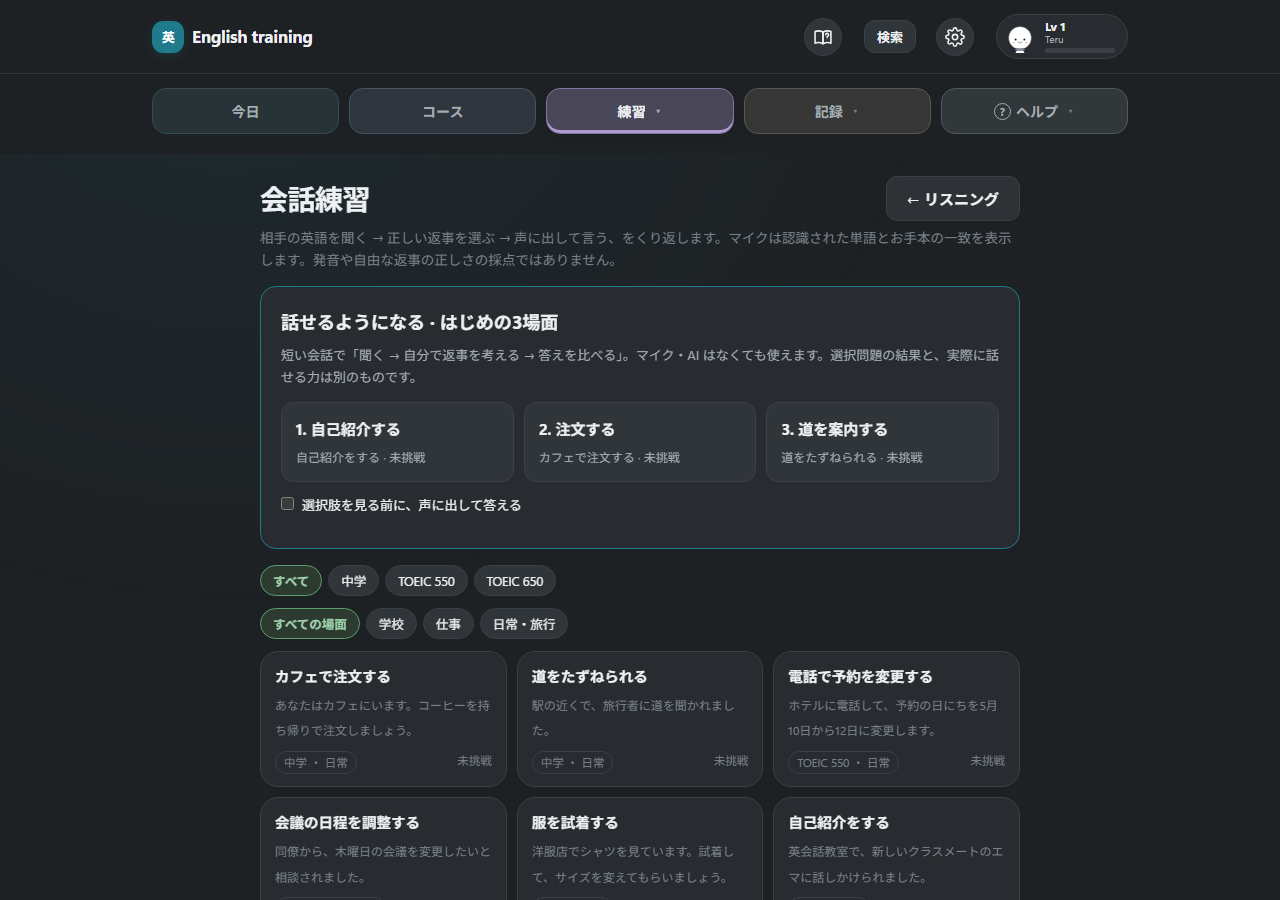 英 English training
検索
Lv 1
Teru
今日
コース
練習
記録
? ヘルプ
会話練習
← リスニング
相手の英語を聞く → 正しい返事を選ぶ → 声に出して言う、をくり返します。マイクは認識された単語とお手本の一致を表示
します。発音や自由な返事の正しさの採点ではありません。
話せるようになる · はじめの3場面
短い会話で「聞く → 自分で返事を考える → 答えを比べる」。マイク・AI はなくても使えます。選択問題の結果と、実際に話
せる力は別のものです。
1. 自己紹介する
自己紹介をする · 未挑戦
2. 注文する
カフェで注文する · 未挑戦
3. 道を案内する
道をたずねられる · 未挑戦
選択肢を見る前に、声に出して答える
すべて
中学
TOEIC 550
TOEIC 650
すべての場面
学校
仕事
日常・旅行
カフェで注文する
あなたはカフェにいます。コーヒーを持
ち帰りで注文しましょう。
中学 ・ 日常
未挑戦
道をたずねられる
駅の近くで、旅行者に道を聞かれまし
た。
中学 ・ 日常
未挑戦
電話で予約を変更する
ホテルに電話して、予約の日にちを5月
10日から12日に変更します。
TOEIC 550 ・ 日常
未挑戦
会議の日程を調整する
同僚から、木曜日の会議を変更したいと
相談されました。
服を試着する
洋服店でシャツを見ています。試着し
て、サイズを変えてもらいましょう。
自己紹介をする
英会話教室で、新しいクラスメートのエ
マに話しかけられました。